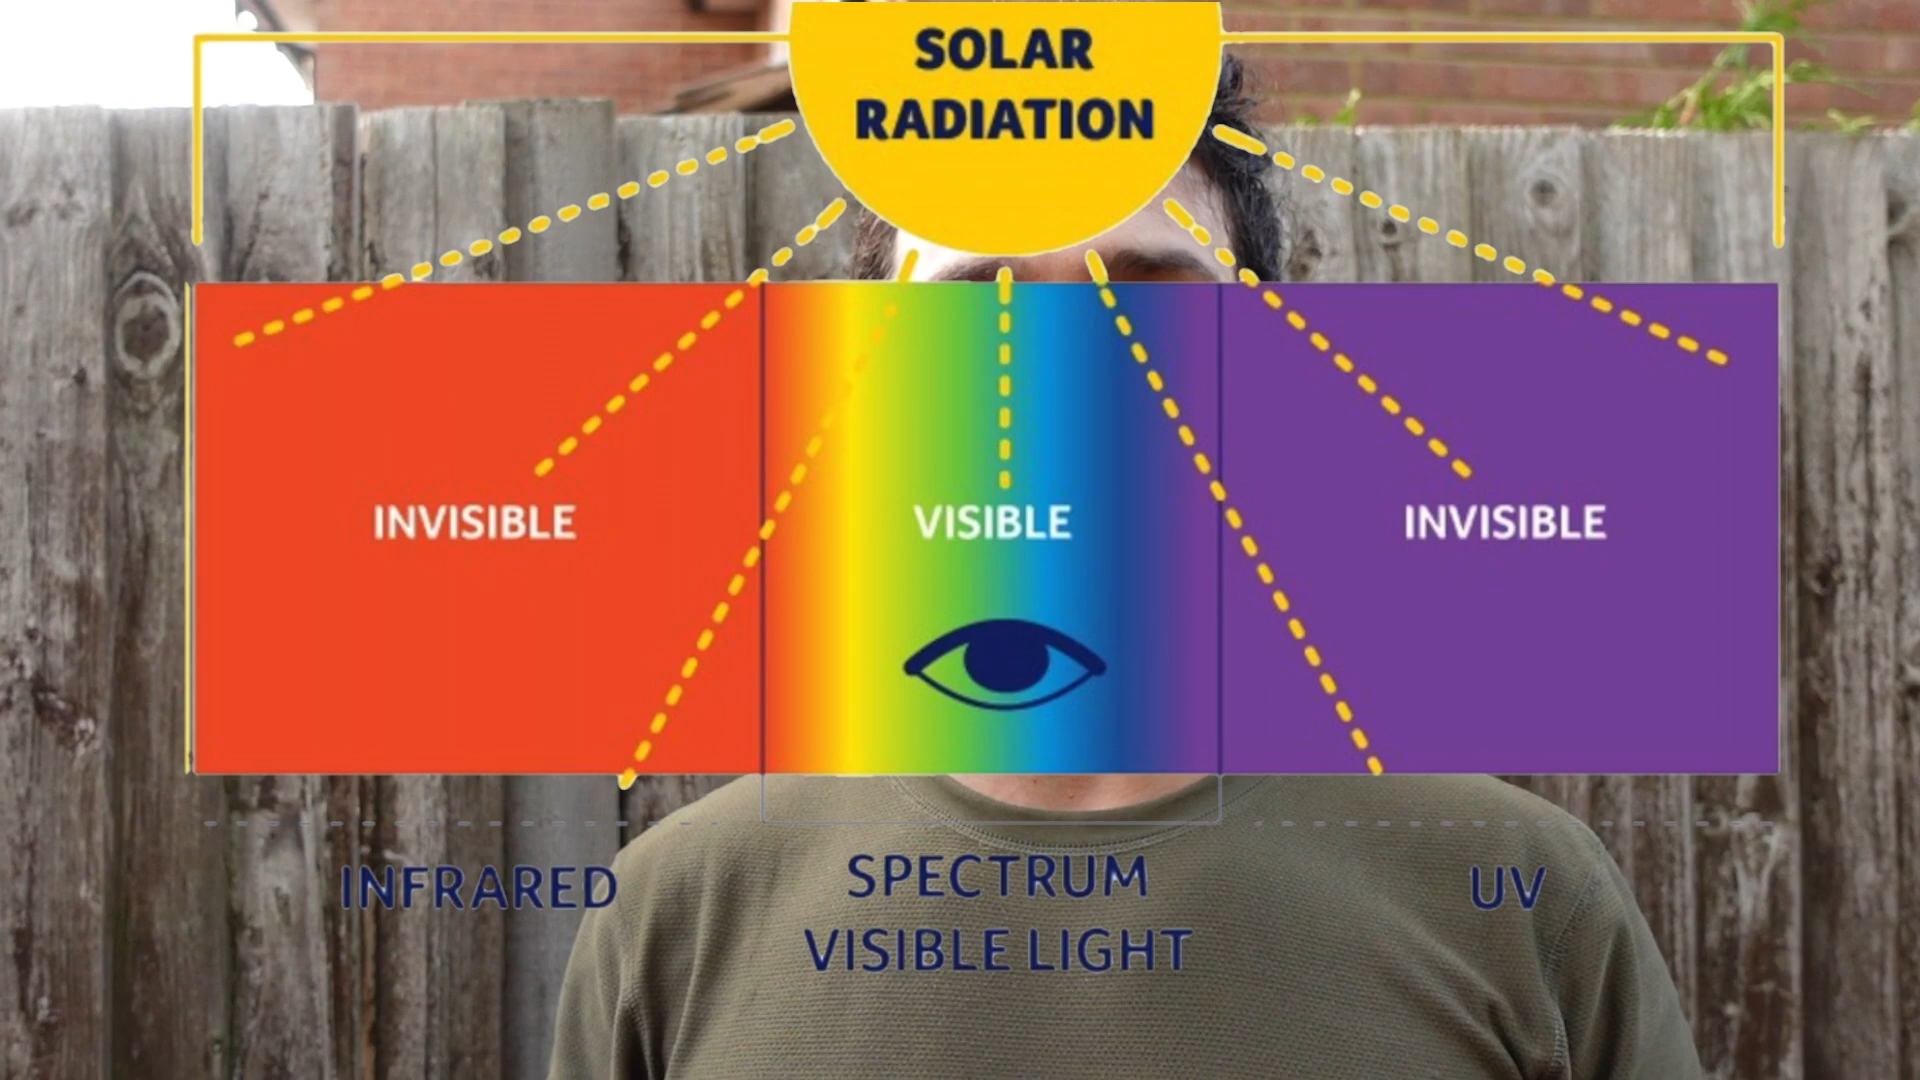 SOLAR
RADIATION
INVISIBLE
VISIBLE
INVISIBLE
INFRARED
SPECTRUM
VISIBLE LIGHT
UV